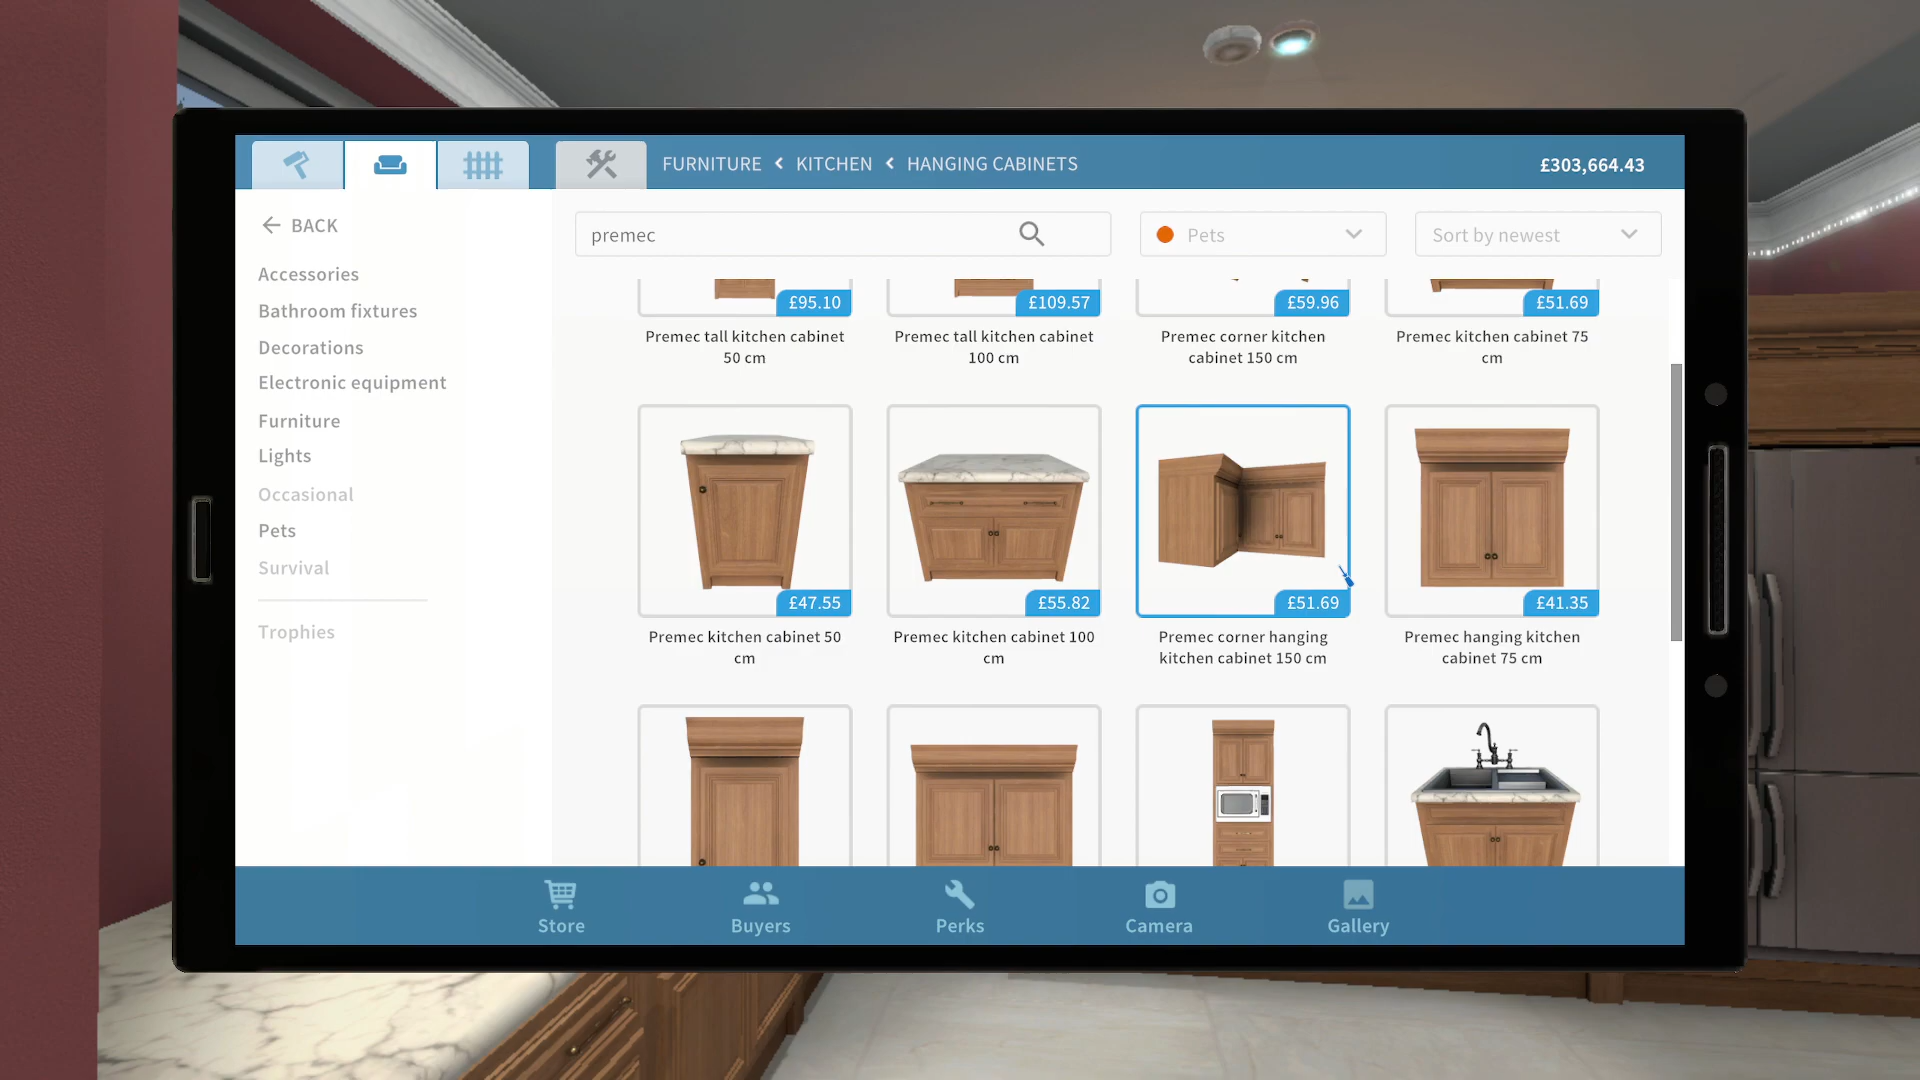 FURNITURE < KITCHEN < HANGING CABINETS
£303,664.43
BACK
premec
Pets
Sort by newest
Accessories
Bathroom fixtures
Decorations
Electronic equipment
Furniture
Lights
Occasional
Pets
Survival
Trophies
£95.10
£109.57
£59.96
£51.69
Premec tall kitchen cabinet
50 cm
Premec tall kitchen cabinet
100 cm
Premec corner kitchen
cabinet 150 cm
Premec kitchen cabinet 75
cm
£47.55
£55.82
£51.69
£41.35
Premec kitchen cabinet 50
cm
Premec kitchen cabinet 100
cm
Premec corner hanging
kitchen cabinet 150 cm
Premec hanging kitchen
cabinet 75 cm
Store
Buyers
Perks
Camera
Gallery